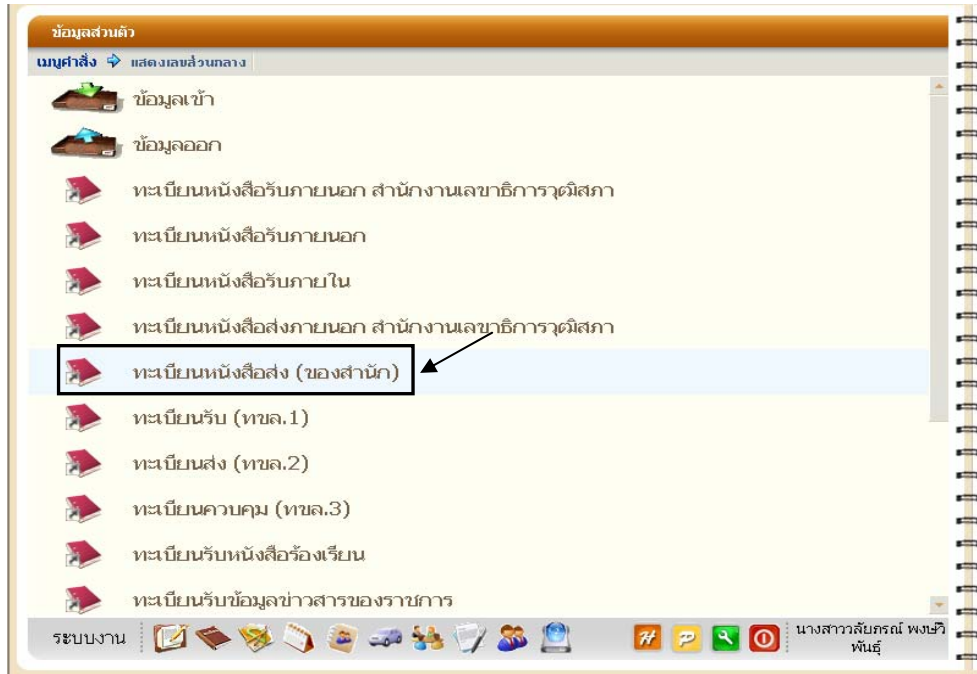 ข้อมูลส่วนตัว
เมนูคำสั่ง แสดงเลขส่วนกลาง
ข้อมูลเข้า
ข้อมูลออก
ทะเบียนหนังสือรับภายนอก สำนักงานเลขาธิการวุฒิสภา
ทะเบียนหนังสือรับภายนอก
ทะเบียนหนังสือรับภายใน
ทะเบียนหนังสือส่งภายนอก สำนักงานเลขาธิการวุฒิสภา
ทะเบียนหนังสือส่ง (ของสำนัก)
ทะเบียนรับ (ทขล.1)
ทะเบียนส่ง (ทขล.2)
ทะเบียนควบคุม (ทขล.3)
ทะเบียนรับหนังสือร้องเรียน
ทะเบียนรับข้อมูลข่าวสารของราชการ
ระบบงาน H P นางสาววลัยภรณ์ พงษ์วิ
พันธุ์